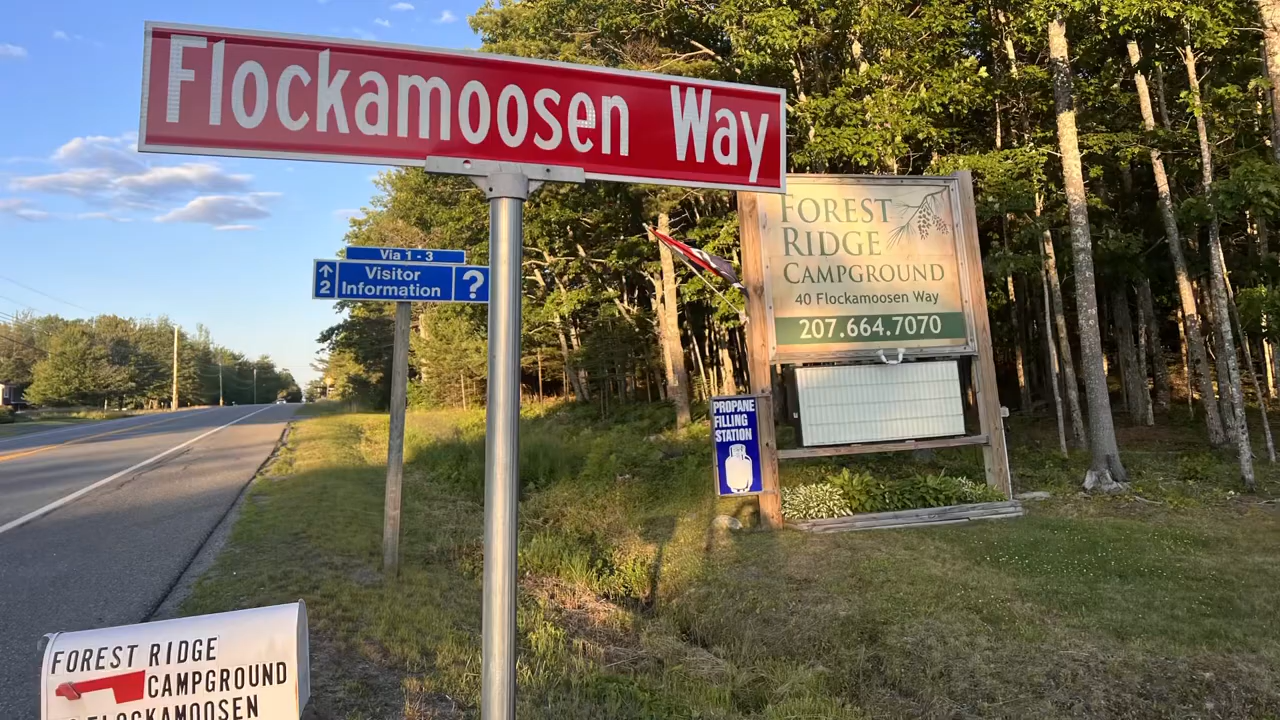 Flockamoosen Way
Via 1 - 3
2
Visitor
Information
?
FOREST
RIDGE
CAMPGROUND
40 Flockamoosen Way
207.664.7070
PROPANE
FILLING
STATION
FOREST RIDGE
CAMPGROUND
FLOCKAMOOSEN